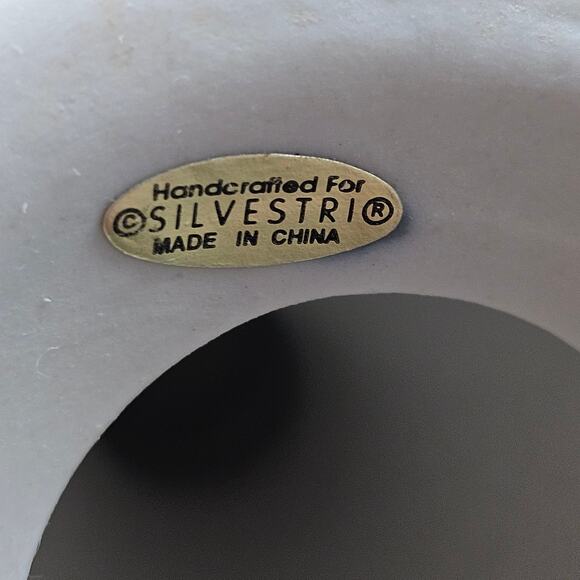 Handcrafted For
©SILVESTRI®
MADE IN CHINA